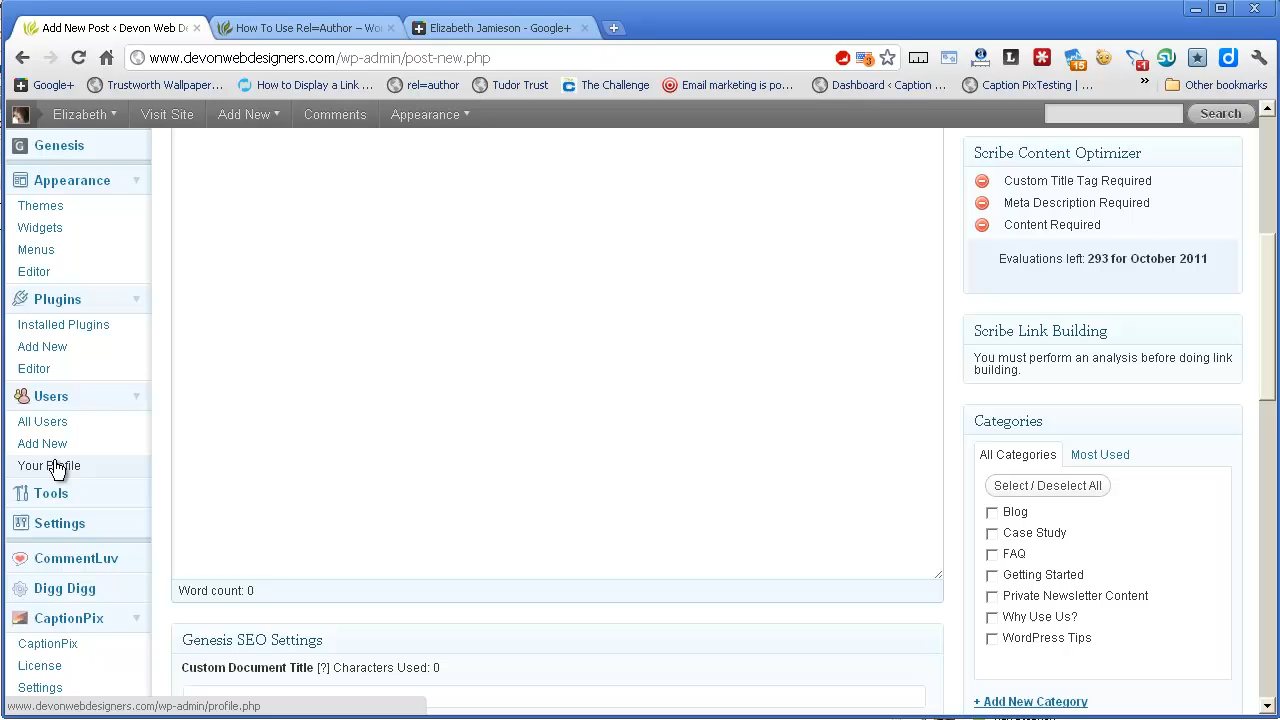 Add New Post < Devon Web De
How To Use Rel=Author – Wo
Elizabeth Jamieson - Google+
www.devonwebdesigners.com/wp-admin/post-new.php
15
-1
Google+
Trustworth Wallpaper...
How to Display a Link ...
rel=author
Tudor Trust
The Challenge
Email marketing is po...
Dashboard ‹ Caption ...
Caption PixTesting | ...
»
Other bookmarks
Elizabeth
Visit Site
Add New
Comments
Appearance
Search
Genesis
Appearance
Themes
Widgets
Menus
Editor
Plugins
Installed Plugins
Add New
Editor
Users
All Users
Add New
Your Profile
Tools
Settings
CommentLuv
Digg Digg
CaptionPix
CaptionPix
License
Settings
www.devonwebdesigners.com/wp-admin/profile.php
Word count: 0
Genesis SEO Settings
Custom Document Title [?] Characters Used: 0
Scribe Content Optimizer
Custom Title Tag Required
Meta Description Required
Content Required
Evaluations left: 293 for October 2011
Scribe Link Building
You must perform an analysis before doing link
building.
Categories
All Categories
Most Used
Select / Deselect All
Blog
Case Study
FAQ
Getting Started
Private Newsletter Content
Why Use Us?
WordPress Tips
+ Add New Category